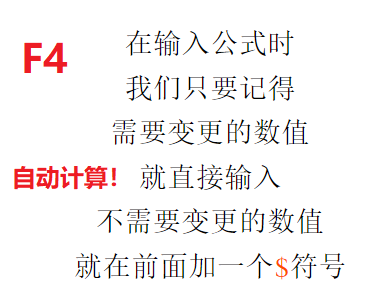 F4
在输入公式时
我们只要记得
需要变更的数值
自动计算！ 就直接输入
不需要变更的数值
就在前面加一个$符号